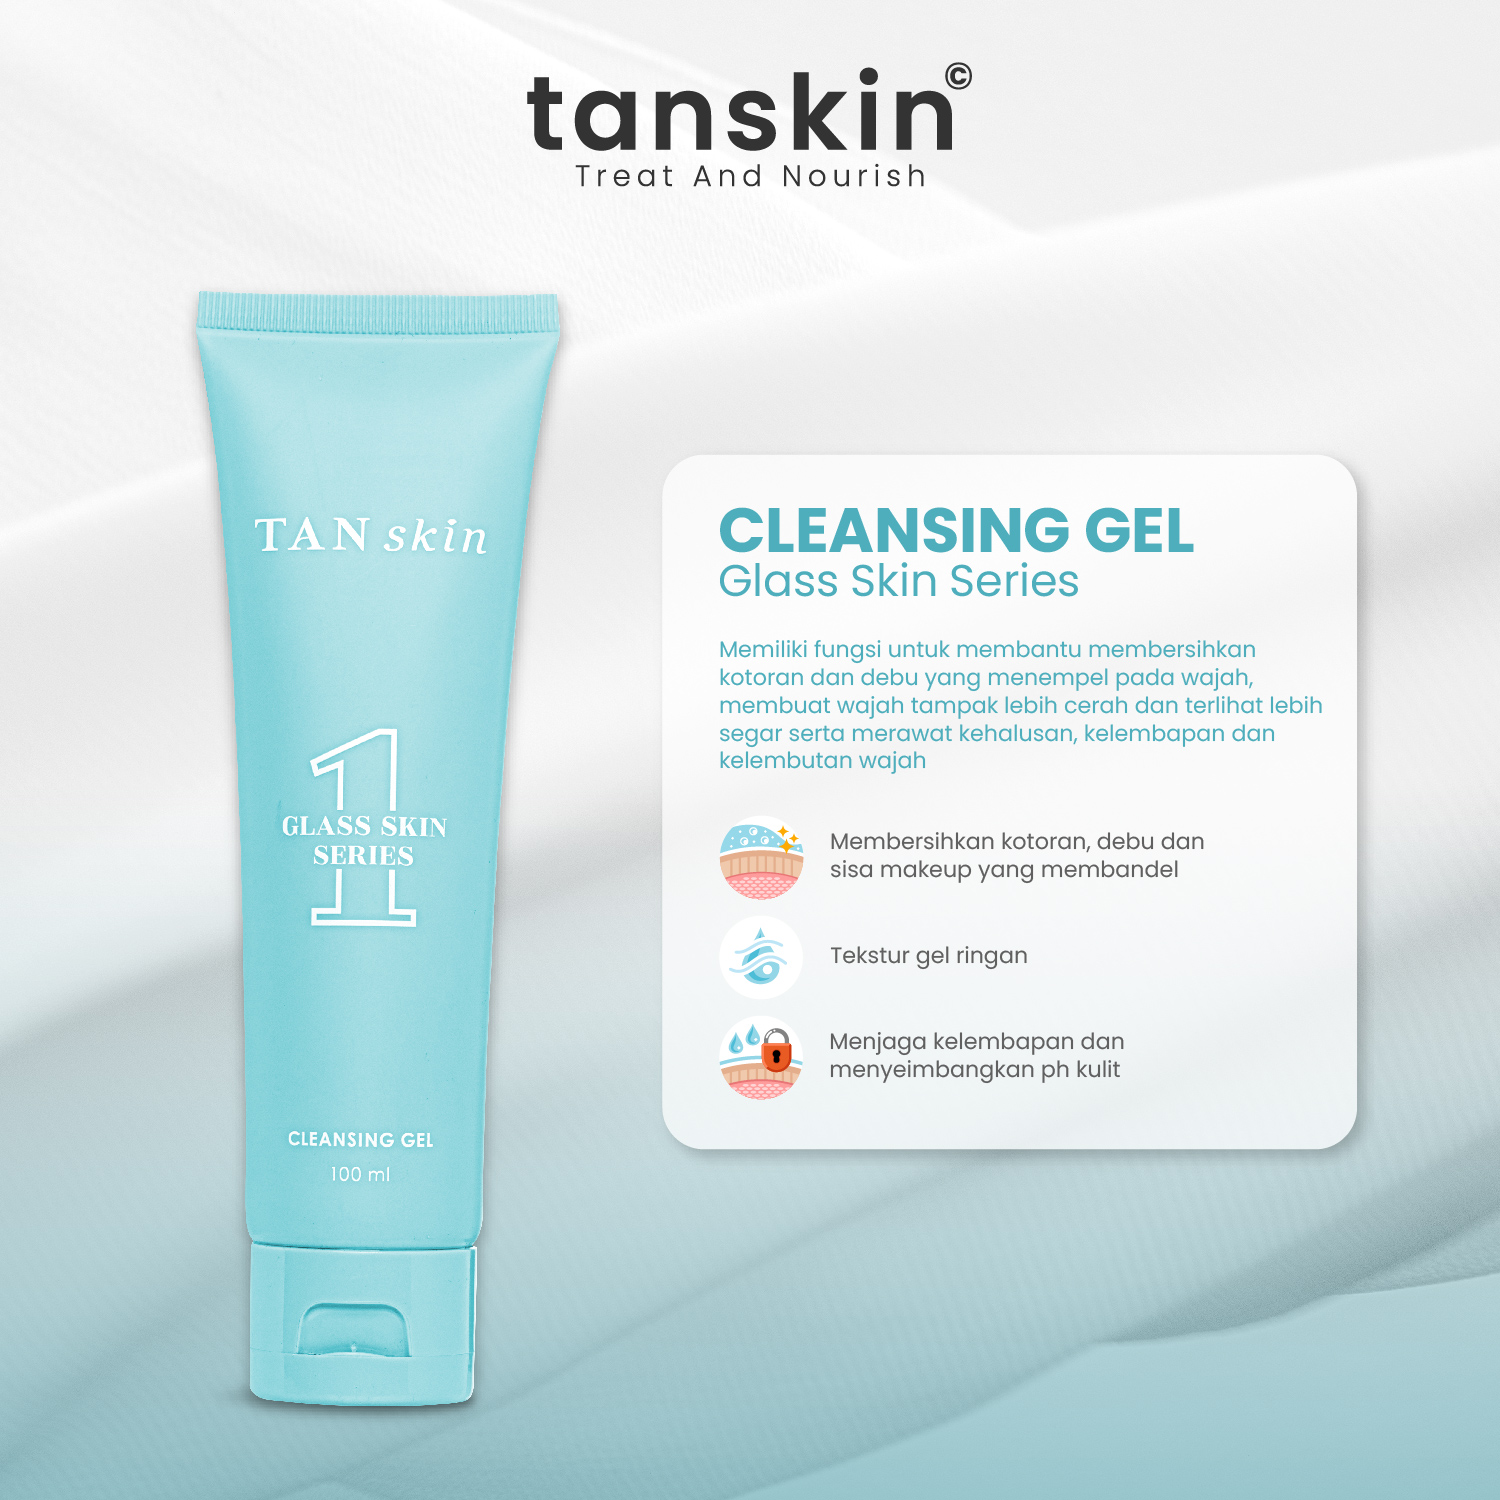 tanskin©
Treat And Nourish
TAN skin
1
GLASS SKIN
SERIES
CLEANSING GEL
100 ml
CLEANSING GEL
Glass Skin Series
Memiliki fungsi untuk membantu membersihkan
kotoran dan debu yang menempel pada wajah,
membuat wajah tampak lebih cerah dan terlihat lebih
segar serta merawat kehalusan, kelembapan dan
kelembutan wajah
Membersihkan kotoran, debu dan
sisa makeup yang membandel
Tekstur gel ringan
Menjaga kelembapan dan
menyeimbangkan ph kulit